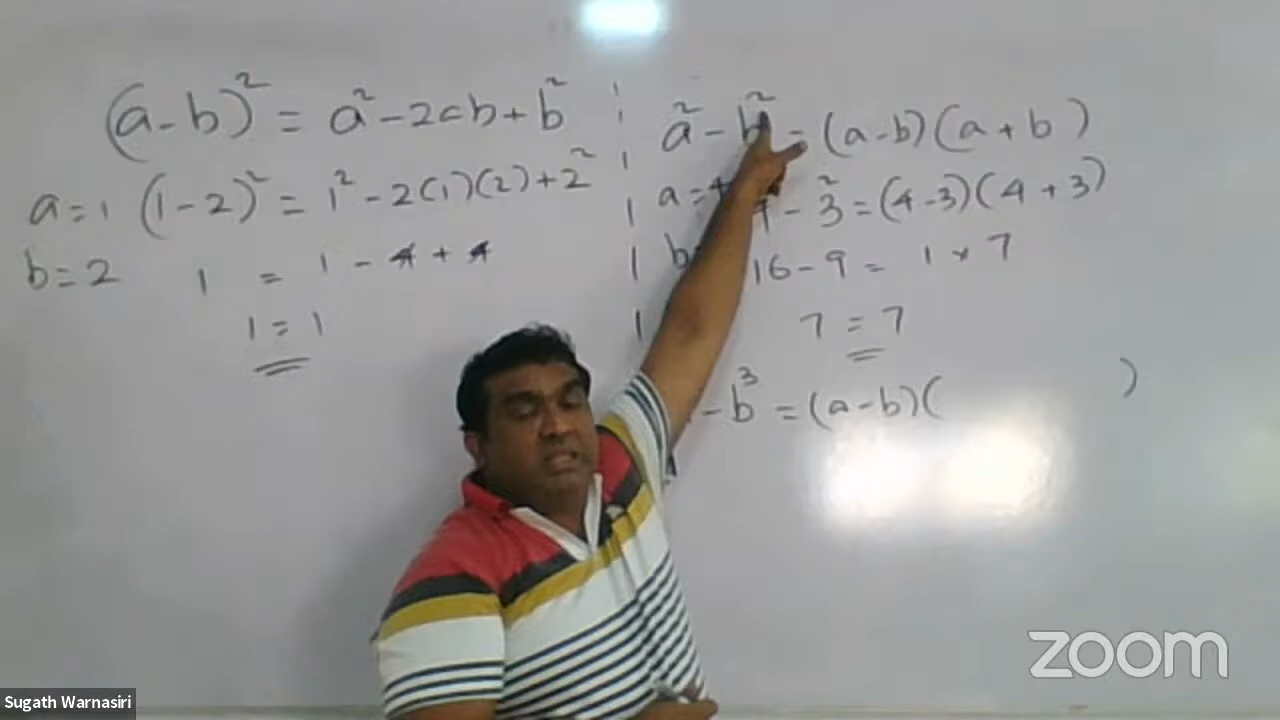 (a-b)² = a² - 2ab + b²
a = 1 (1-2)² = 1² - 2(1)(2) + 2²
b = 2 1 = 1 - 4 + 4
1 = 1
a² - b² = (a-b)(a+b)
a = 4 - 3² = (4-3)(4+3)
b 16 - 9 = 1 × 7
7 = 7
- b³ = (a-b)( )
zoom
Sugath Warnasiri